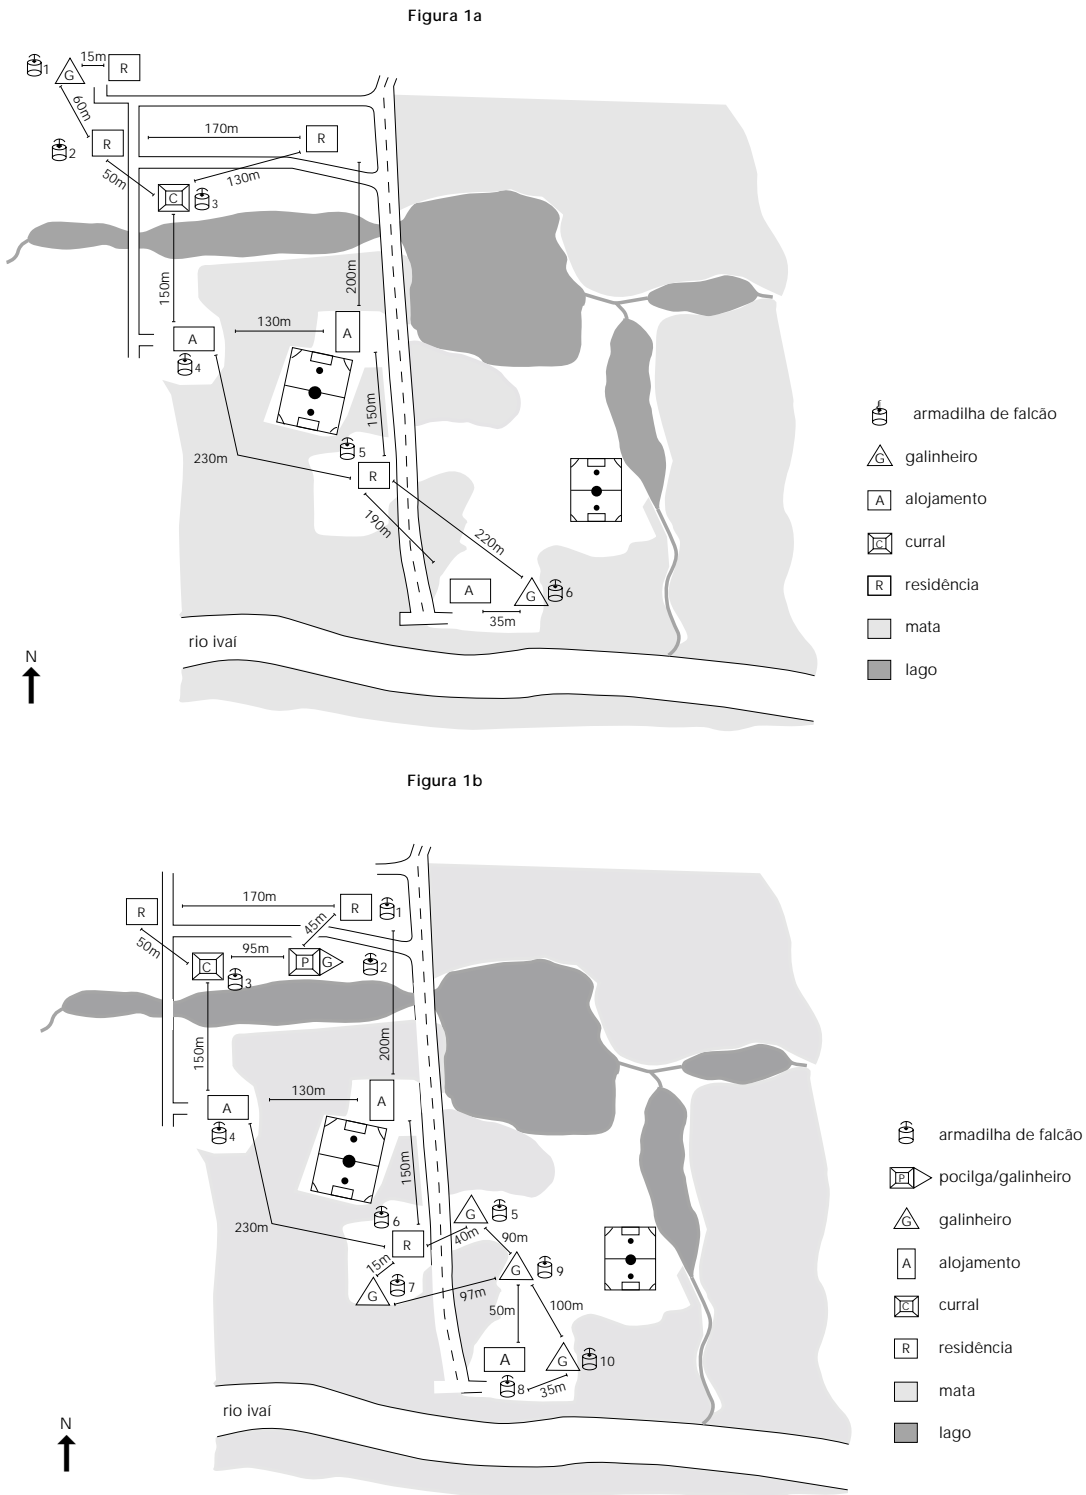 Figura 1a
15m
1
G
R
60m
170m
R
R
2
50m
130m
C
3
150m
200m
130m
A
A
4
150m
5
230m
R
190m
220m
A
G
6
35m
rio ivaí
N
armadilha de falcão
G
galinheiro
A
alojamento
C
curral
R
residência
mata
lago
Figura 1b
170m
R
R
1
45m
50m
95m
C
P
G
2
3
150m
200m
130m
A
A
4
150m
6
G
5
230m
R
40m
90m
15m
7
G
9
G
97m
50m
100m
A
G
10
8
35m
rio ivaí
N
armadilha de falcão
P
pocilga/galinheiro
G
galinheiro
A
alojamento
C
curral
R
residência
mata
lago